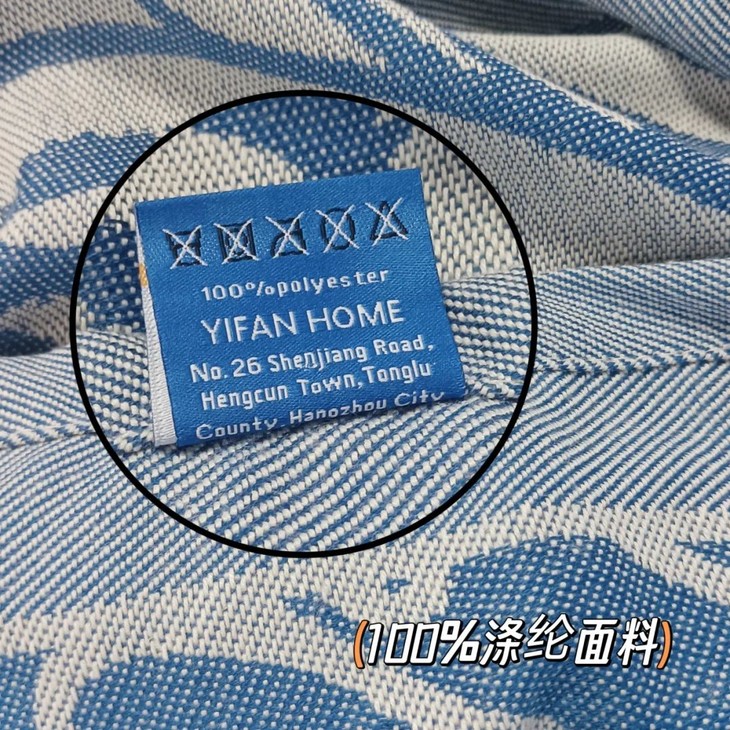 100%polyester
YIFAN HOME
No.26 Shenjiang Road,
Hengcun Town,Tonglu
County,Hangzhou City
(100%涤纶面料)